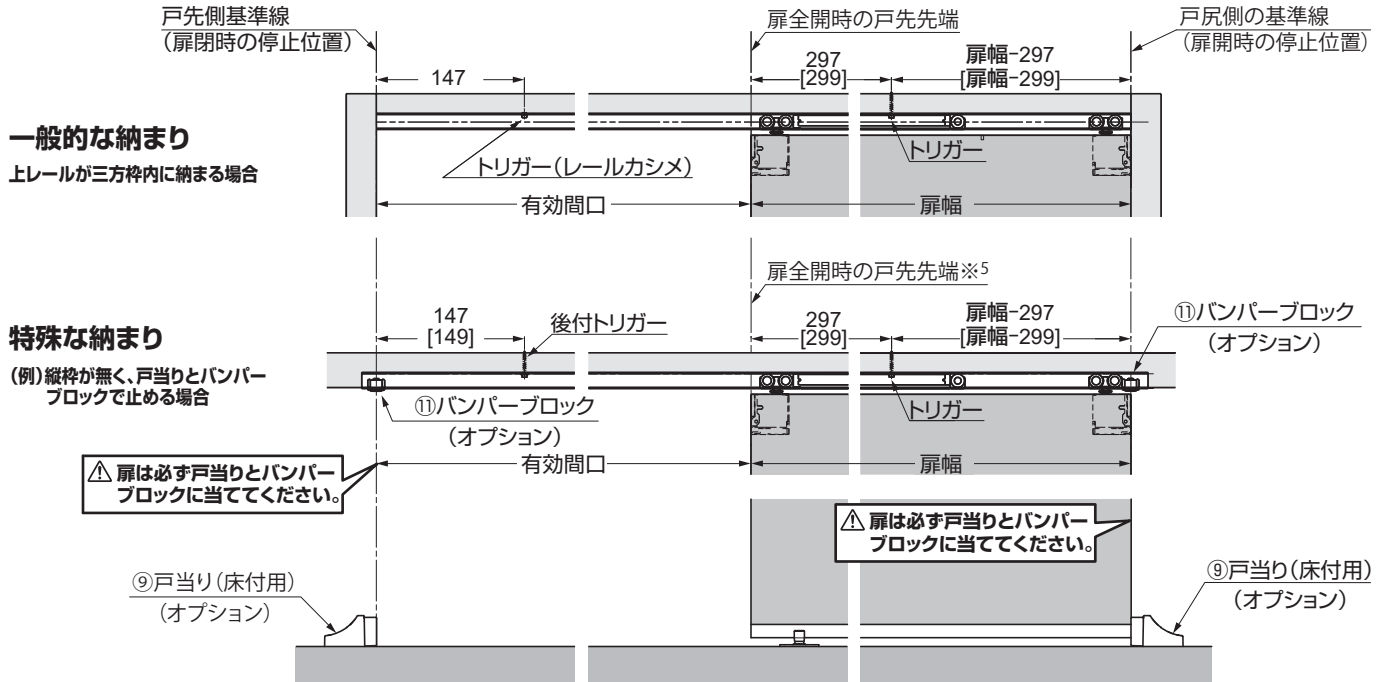 戸先側基準線
(扉閉時の停止位置)
扉全開時の戸先先端
戸尻側の基準線
(扉開時の停止位置)
147
297
[299]
扉幅-297
[扉幅-299]
一般的な納まり
上レールが三方枠内に納まる場合
トリガー(レールカシメ)
トリガー
有効間口
扉幅
扉全開時の戸先先端※5
特殊な納まり
(例)縦枠が無く、戸当りとバンパー
ブロックで止める場合
147
[149]
後付トリガー
297
[299]
扉幅-297
[扉幅-299]
⑪バンパーブロック
(オプション)
⑪バンパーブロック
(オプション)
トリガー
有効間口
扉幅
⚠ 扉は必ず戸当りとバンパー
ブロックに当ててください。
⚠ 扉は必ず戸当りとバンパー
ブロックに当ててください。
⑨戸当り(床付用)
(オプション)
⑨戸当り(床付用)
(オプション)